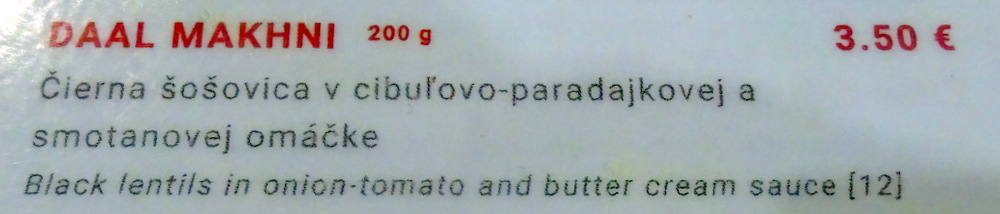 DAAL MAKHNI 200 g 3.50 €
Čierna šošovica v cibuľovo-paradajkovej a
smotanovej omáčke
Black lentils in onion-tomato and butter cream sauce [12]